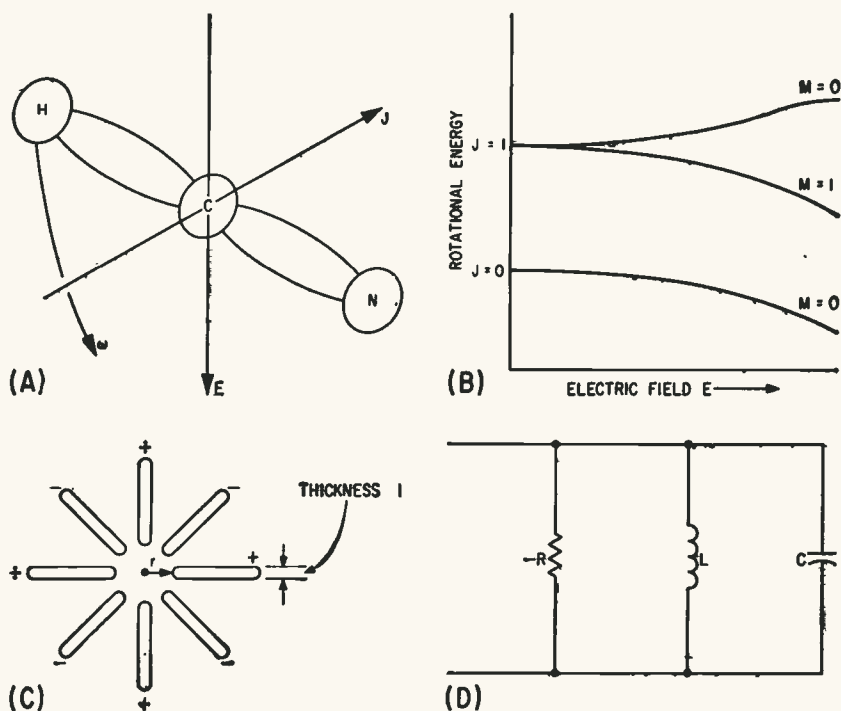 H
C
J
N
ω
E
(A)
ROTATIONAL ENERGY
J = 1
J = 0
M = 0
M = 1
M = 0
ELECTRIC FIELD E
(B)
+
-
-
THICKNESS I
+
r
+
-
-
+
(C)
-R
L
C
(D)